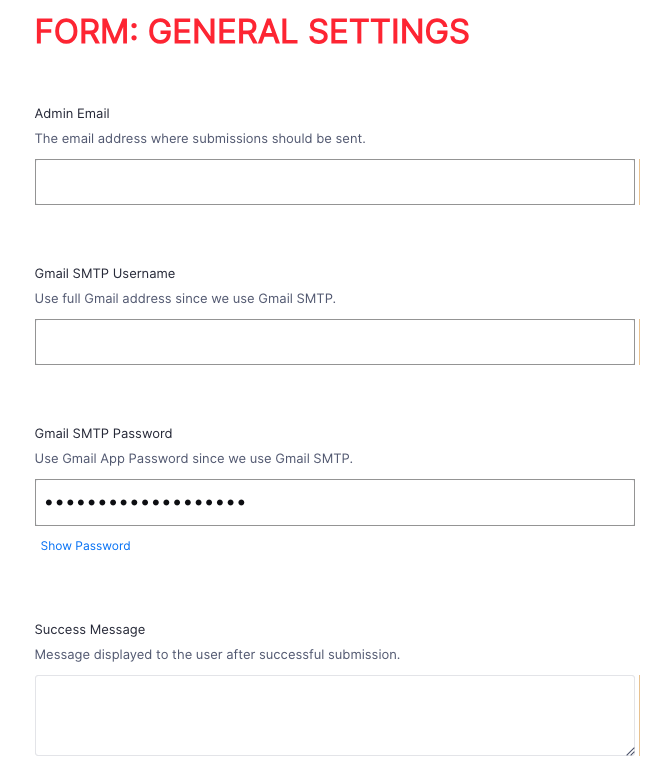 FORM: GENERAL SETTINGS
Admin Email
The email address where submissions should be sent.
Gmail SMTP Username
Use full Gmail address since we use Gmail SMTP.
Gmail SMTP Password
Use Gmail App Password since we use Gmail SMTP.
•••••••••••••••••••
Show Password
Success Message
Message displayed to the user after successful submission.